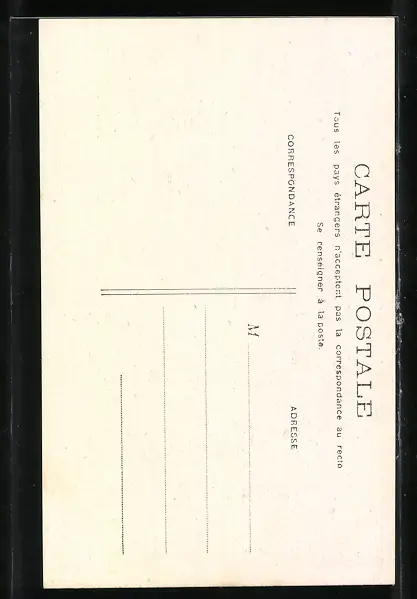 CARTE POSTALE
Tous les pays étrangers n'acceptent pas la correspondance au recto
Se renseigner à la poste.
CORRESPONDANCE
ADRESSE
M